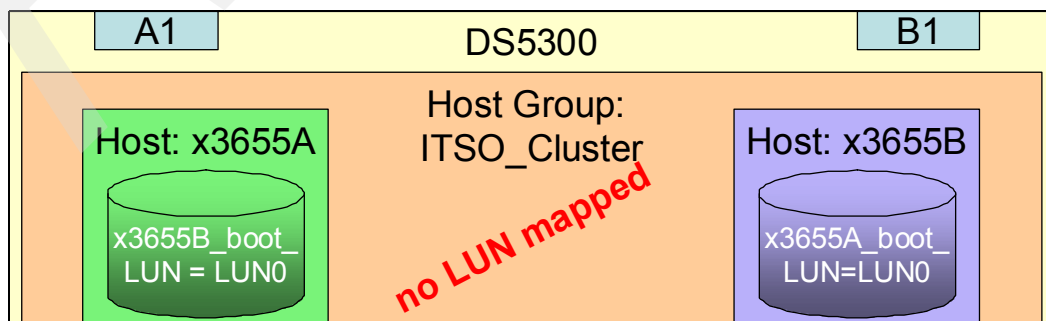 A1
DS5300
B1
Host Group:
ITSO_Cluster
Host: x3655A
x3655B_boot_
LUN = LUN0
no LUN mapped
Host: x3655B
x3655A_boot_
LUN=LUN0